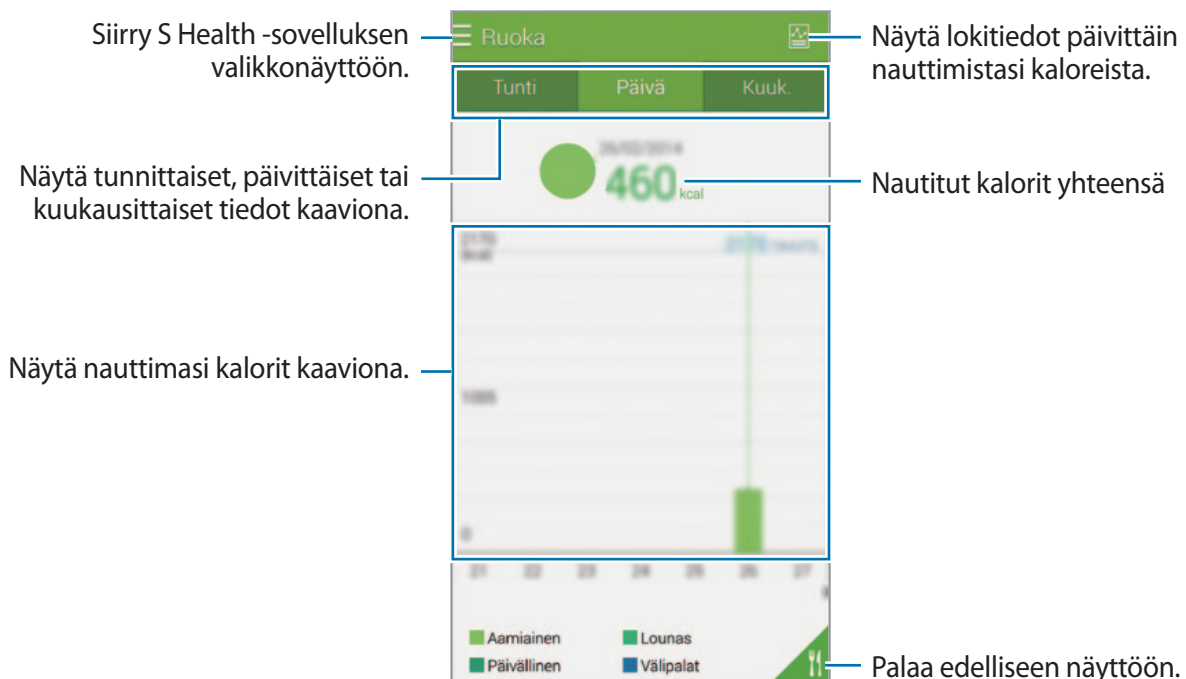 Siirry S Health -sovelluksen
valikkonäyttöön.
Ruoka
Näytä lokitiedot päivittäin
nauttimistasi kaloreista.
Tunti
Päivä
Kuuk.
Näytä tunnittaiset, päivittäiset tai
kuukausittaiset tiedot kaaviona.
26/02/2014
460 kcal
Nautitut kalorit yhteensä
2170
Näytä nauttimasi kalorit kaaviona.
1085
0
21 22 23 24 25 26 27
Aamiainen
Lounas
Päivällinen
Välipalat
Palaa edelliseen näyttöön.